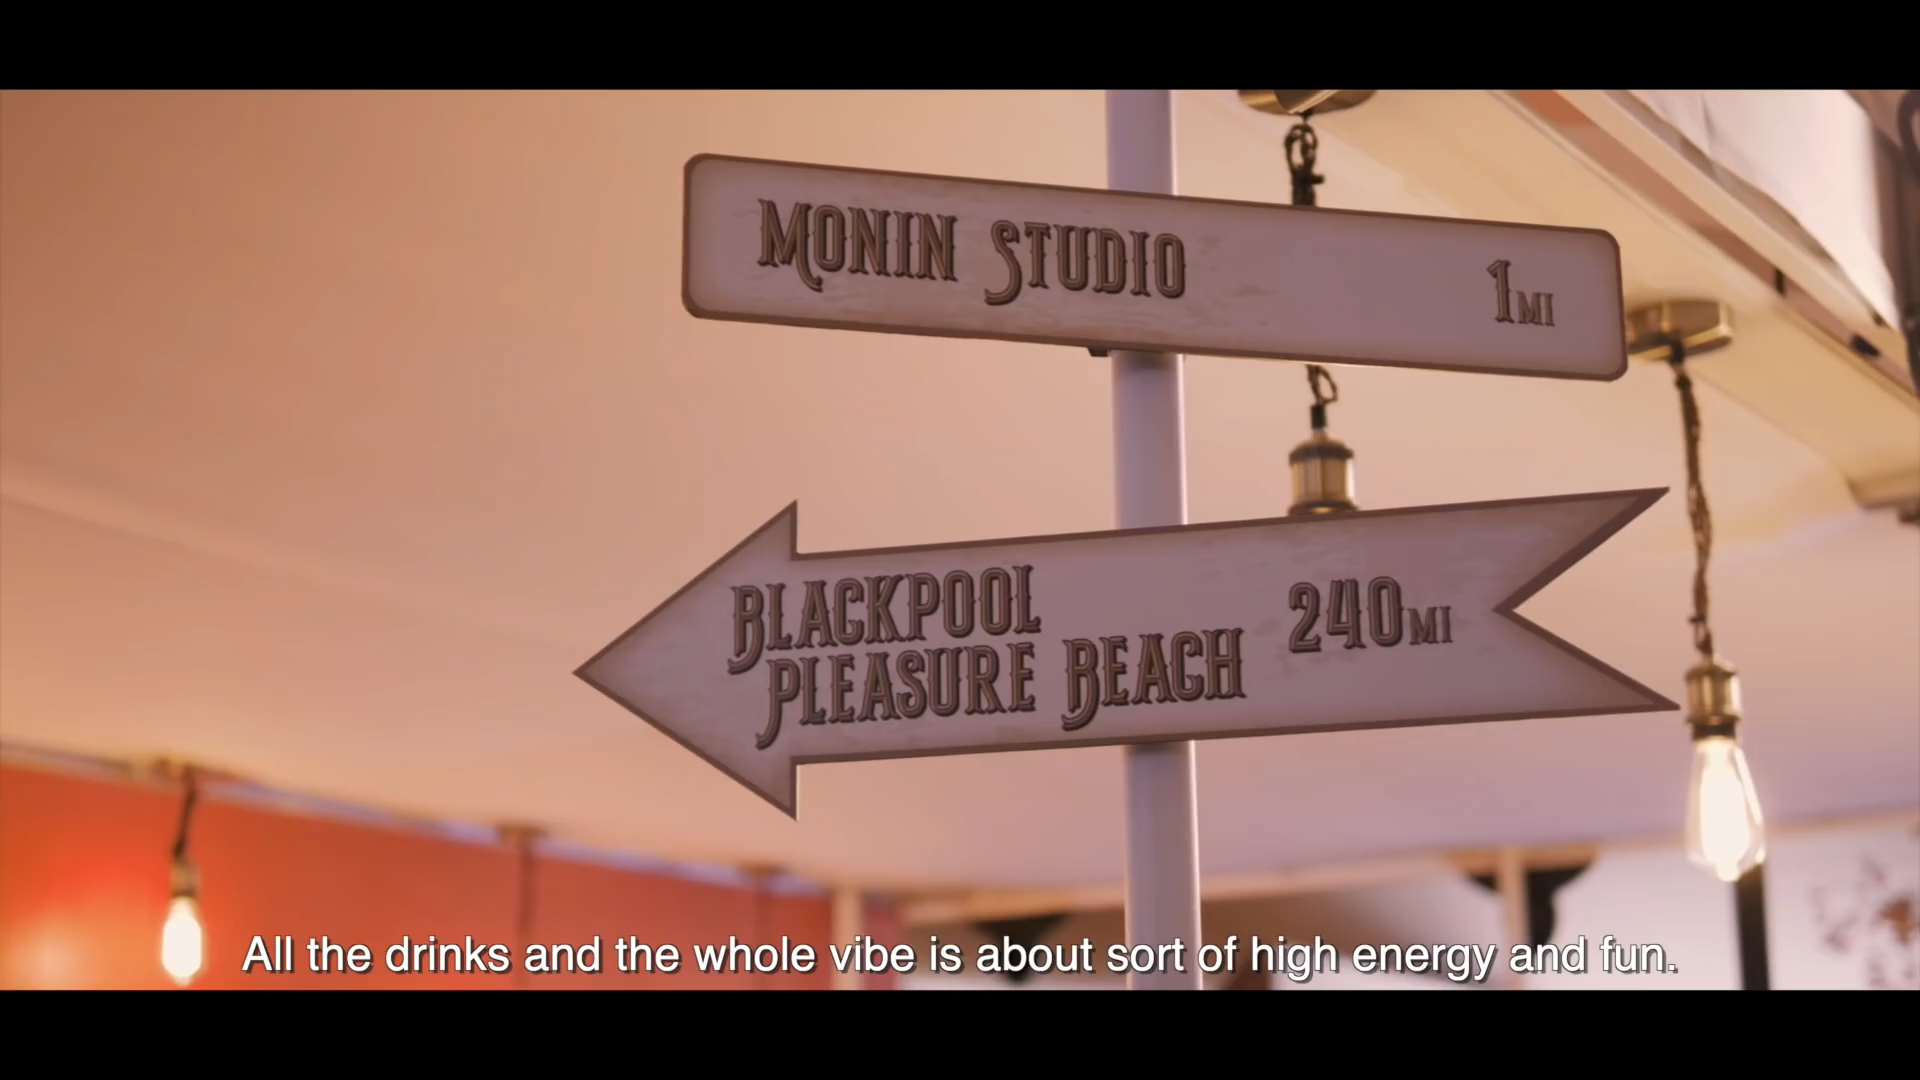 MONIN STUDIO 1MI
BLACKPOOL
PLEASURE BEACH 240MI
All the drinks and the whole vibe is about sort of high energy and fun.